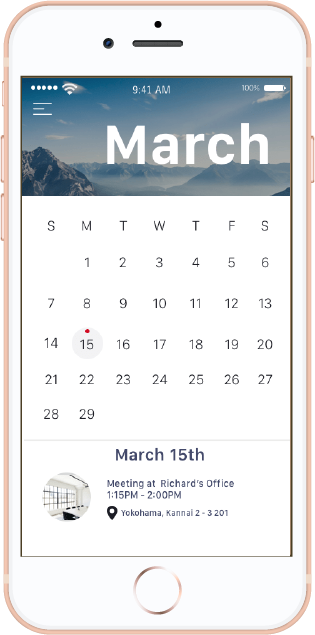 9:41 AM 100%
March
S M T W T F S
1 2 3 4 5 6
7 8 9 10 11 12 13
14 15 16 17 18 19 20
21 22 23 24 25 26 27
28 29
March 15th
Meeting at Richard's Office
1:15PM - 2:00PM
Yokohama, Kannai 2 - 3 201